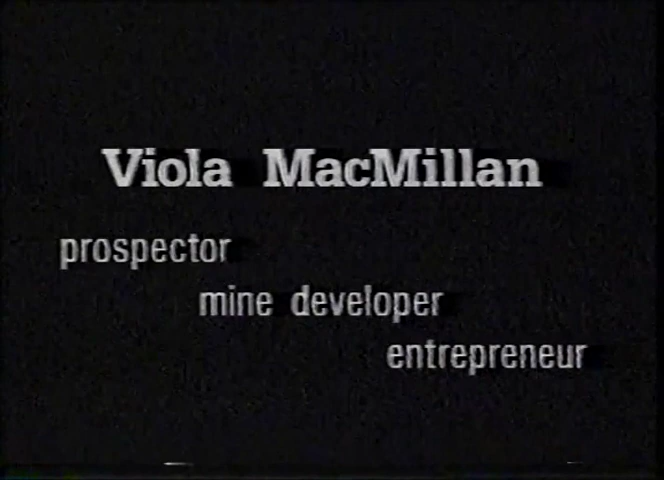 Viola MacMillan
prospector
mine developer
entrepreneur